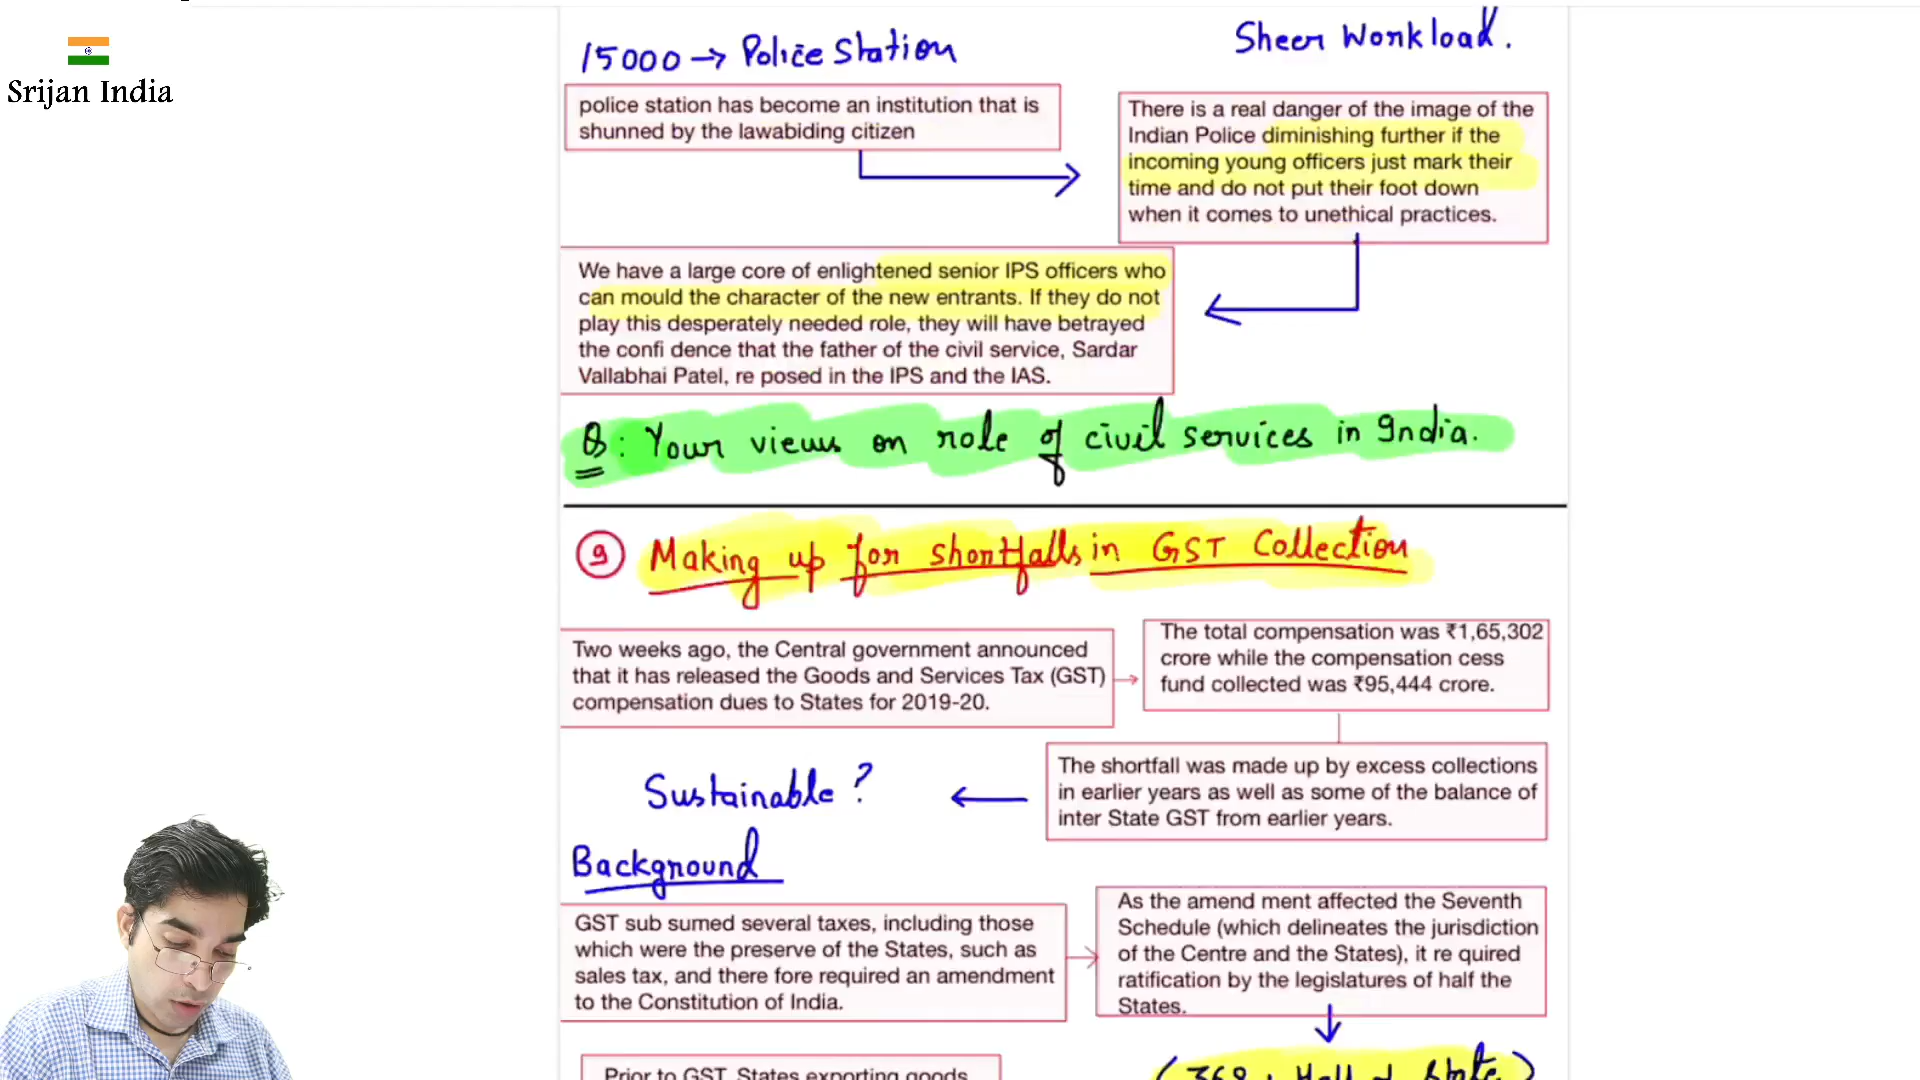 Srijan India
15000 → Police Station
Sheer Workload.
police station has become an institution that is
shunned by the lawabiding citizen
There is a real danger of the image of the
Indian Police diminishing further if the
incoming young officers just mark their
time and do not put their foot down
when it comes to unethical practices.
We have a large core of enlightened senior IPS officers who
can mould the character of the new entrants. If they do not
play this desperately needed role, they will have betrayed
the confi dence that the father of the civil service, Sardar
Vallabhai Patel, re posed in the IPS and the IAS.
Q: Your views on role of civil services in India.
9 Making up for shortfalls in GST Collection
Two weeks ago, the Central government announced
that it has released the Goods and Services Tax (GST)
compensation dues to States for 2019-20.
The total compensation was ₹1,65,302
crore while the compensation cess
fund collected was ₹95,444 crore.
The shortfall was made up by excess collections
in earlier years as well as some of the balance of
inter State GST from earlier years.
Sustainable?
Background
GST sub sumed several taxes, including those
which were the preserve of the States, such as
sales tax, and there fore required an amendment
to the Constitution of India.
As the amend ment affected the Seventh
Schedule (which delineates the jurisdiction
of the Centre and the States), it re quired
ratification by the legislatures of half the
States.
Prior to GST, States exporting goods
(368: Half of State)